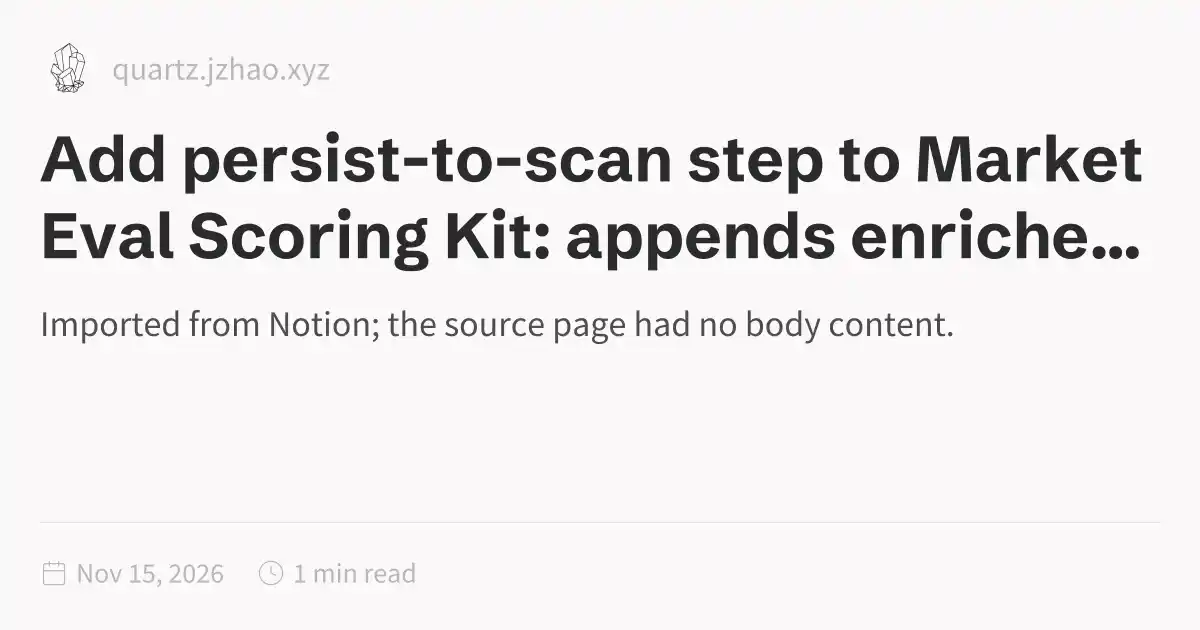 quartz.jzhao.xyz
Add persist-to-scan step to Market
Eval Scoring Kit: appends enriche...
Imported from Notion; the source page had no body content.
Nov 15, 2026 1 min read